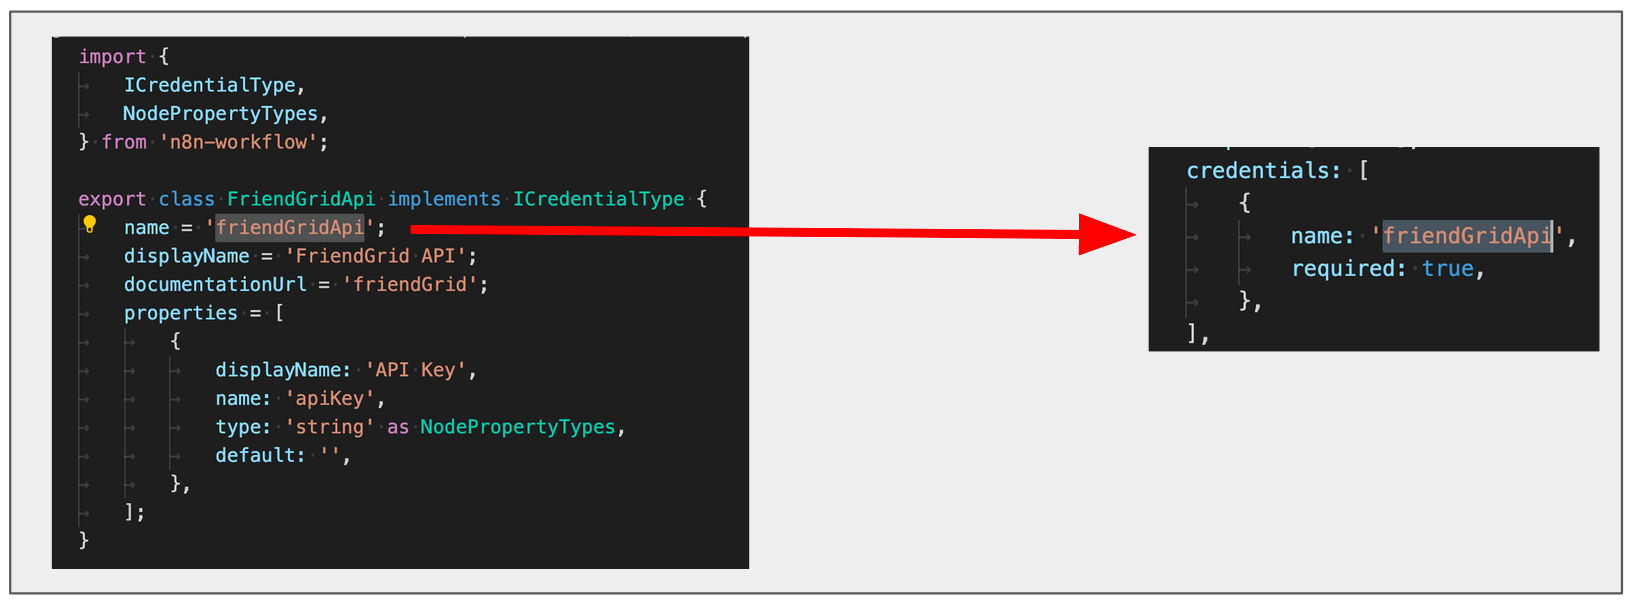 import {
ICredentialType,
NodePropertyTypes,
} from 'n8n-workflow';
export class FriendGridApi implements ICredentialType {
name = 'friendGridApi';
displayName = 'FriendGrid API';
documentationUrl = 'friendGrid';
properties = [
{
displayName: 'API Key',
name: 'apiKey',
type: 'string' as NodePropertyTypes,
default: '',
},
];
}
credentials: [
{
name: 'friendGridApi',
required: true,
},
],